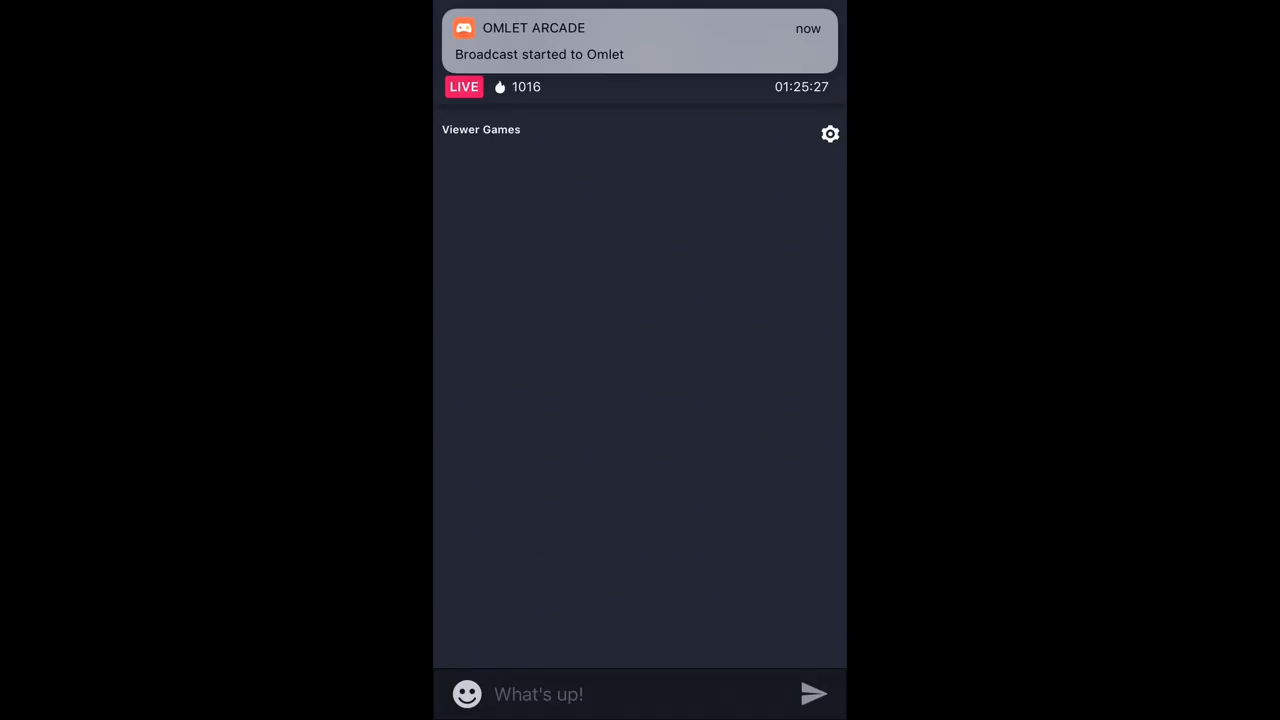 OMLET ARCADE now
Broadcast started to Omlet
LIVE 1016 01:25:27
Viewer Games
What's up!